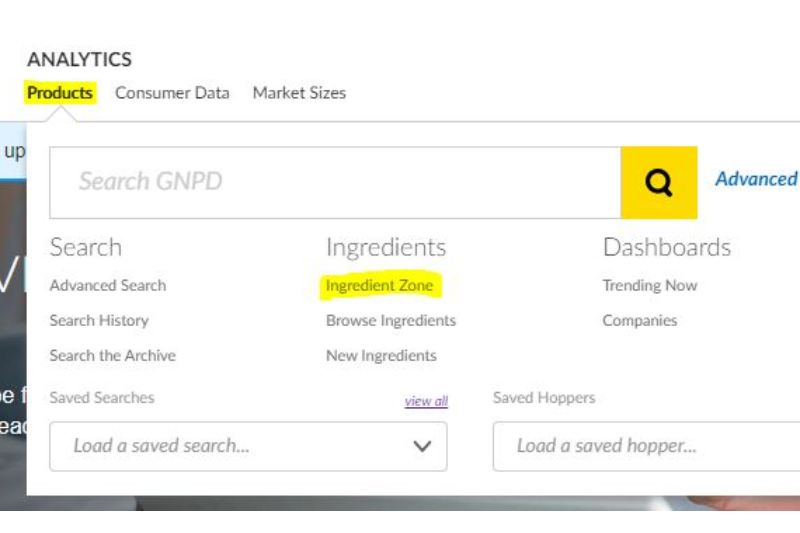 ANALYTICS
Products Consumer Data Market Sizes
up
Search GNPD Advanced
Search Ingredients Dashboards
Advanced Search Ingredient Zone Trending Now
Search History Browse Ingredients Companies
Search the Archive New Ingredients
Saved Searches view all Saved Hoppers
Load a saved search... Load a saved hopper...